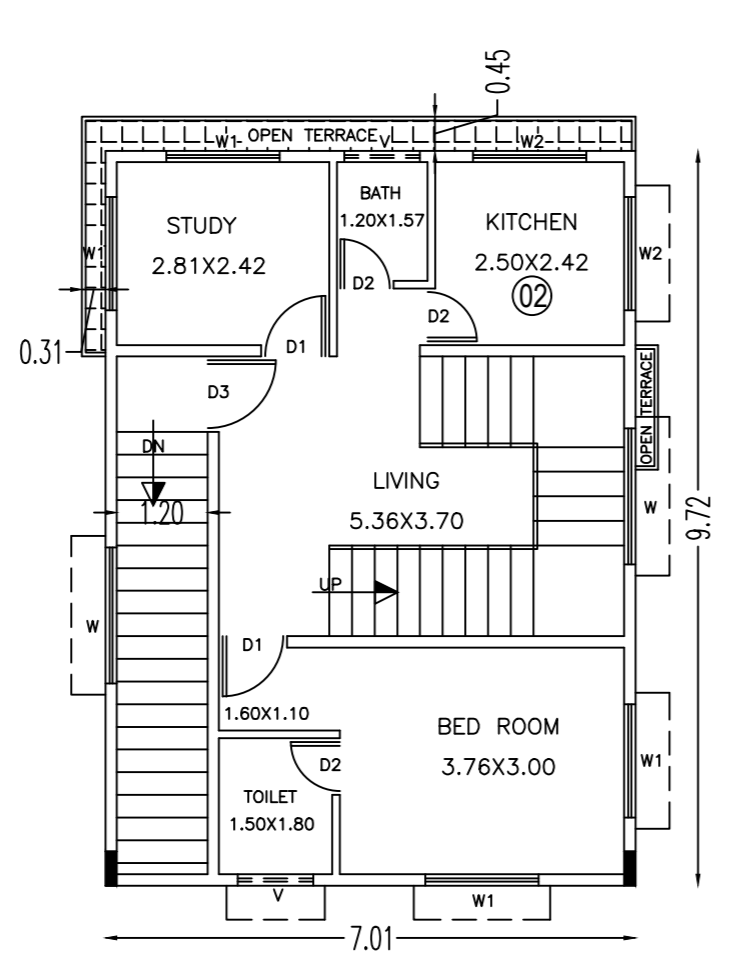 0.45
OPEN TERRACE
W1
V
W2
BATH
1.20X1.57
STUDY
2.81X2.42
KITCHEN
2.50X2.42
02
W1
W2
D2
D2
0.31
D1
D3
OPEN TERRACE
DN
1.20
LIVING
5.36X3.70
W
9.72
UP
W
D1
1.60X1.10
BED ROOM
3.76X3.00
D2
W1
TOILET
1.50X1.80
V
W1
7.01